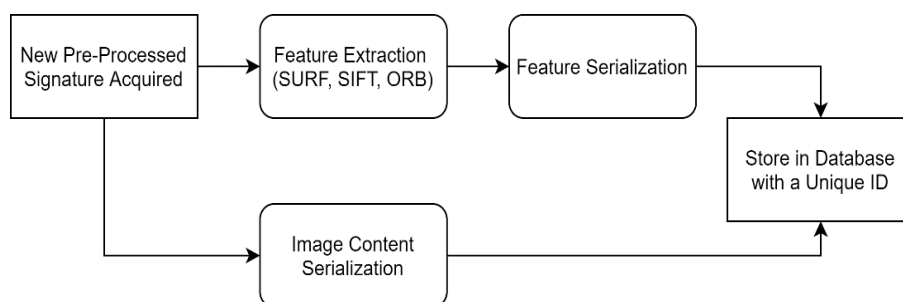 New Pre-Processed
Signature Acquired
Feature Extraction
(SURF, SIFT, ORB)
Feature Serialization
Store in Database
with a Unique ID
Image Content
Serialization